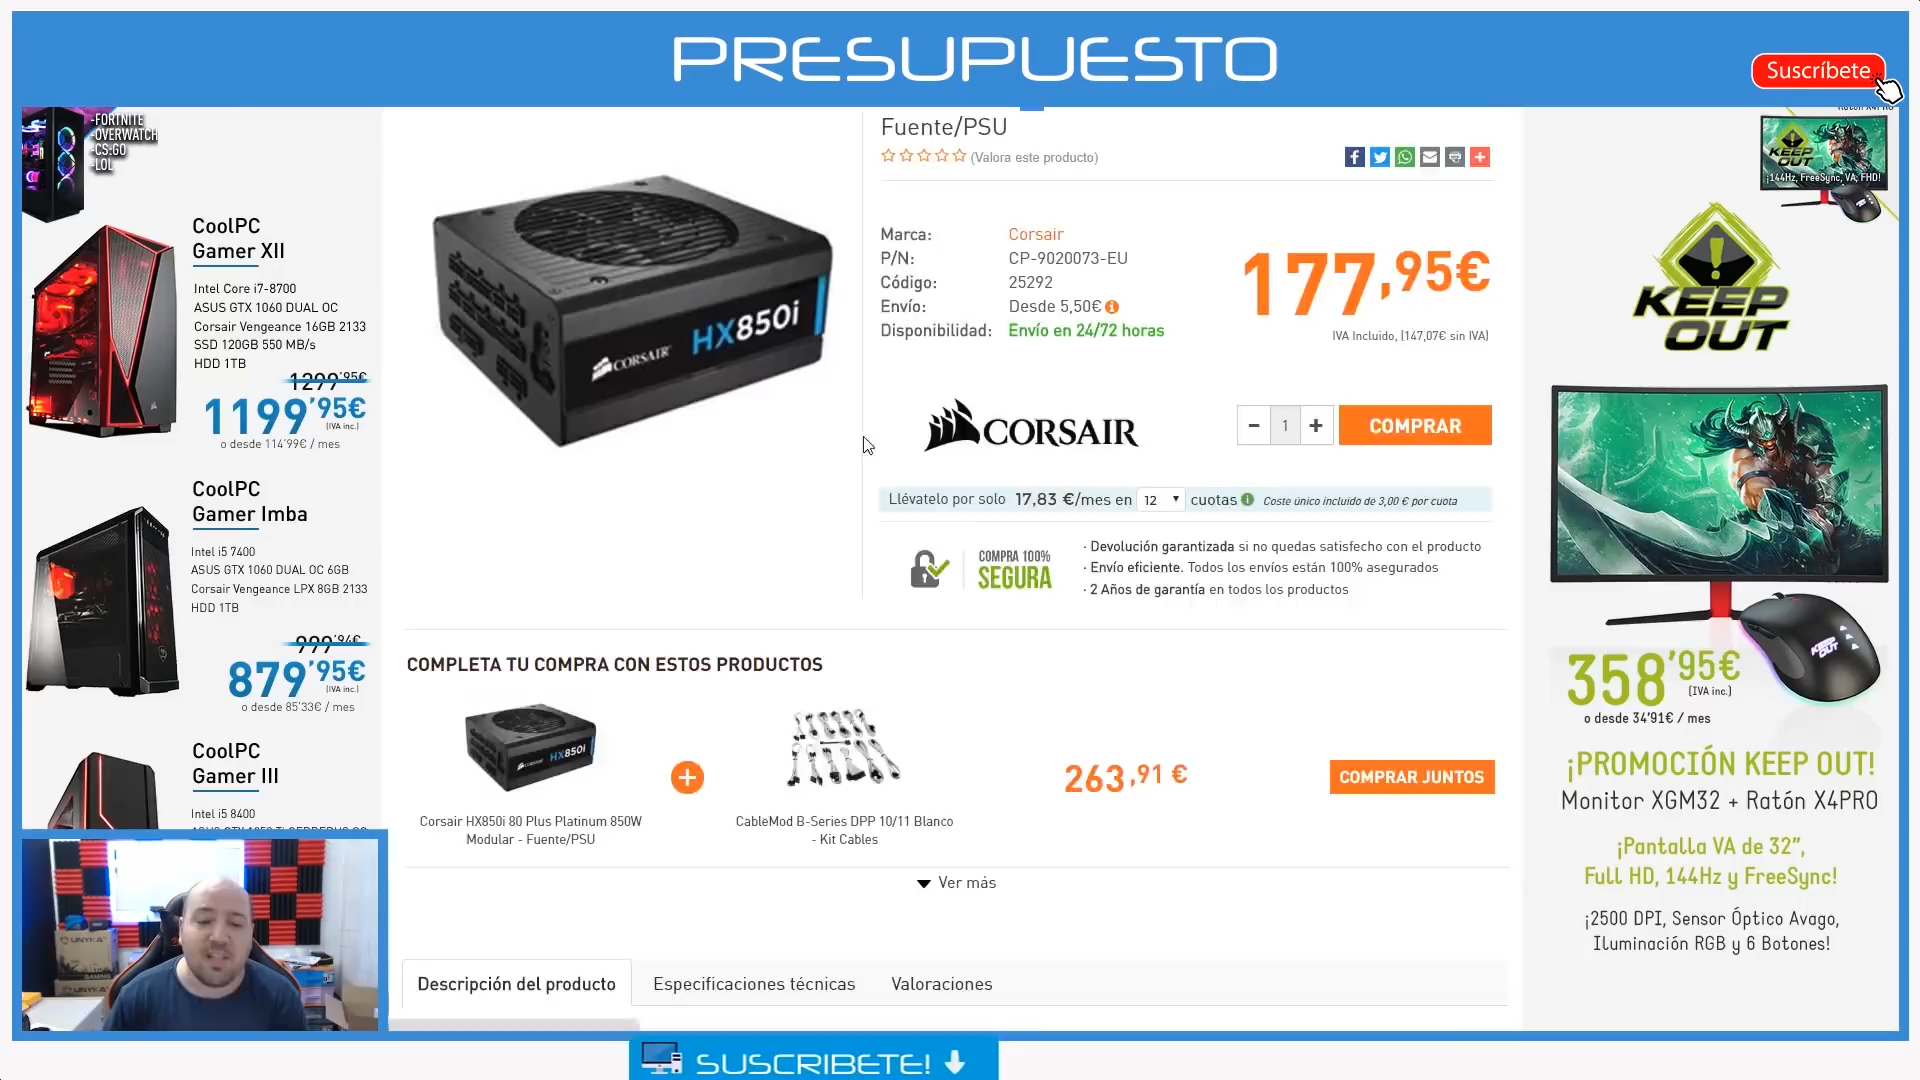 PRESUPUESTO
Suscríbete
-FORTNITE
-OVERWATCH
-CS:GO
-LOL
CoolPC
Gamer XII
Intel Core i7-8700
ASUS GTX 1060 DUAL OC
Corsair Vengeance 16GB 2133
SSD 120GB 550 MB/s
HDD 1TB
1299'95€
1199'95€
(IVA inc.)
o desde 114'99€ / mes
CoolPC
Gamer Imba
Intel i5 7400
ASUS GTX 1060 DUAL OC 6GB
Corsair Vengeance LPX 8GB 2133
HDD 1TB
999'94€
879'95€
(IVA inc.)
o desde 85'33€ / mes
CoolPC
Gamer III
Intel i5 8400
UNYKA
UNYKA
CORSAIR HX850i
Fuente/PSU
(Valora este producto)
Marca: Corsair
P/N: CP-9020073-EU
Código: 25292
Envío: Desde 5,50€
Disponibilidad: Envío en 24/72 horas
177,95€
IVA Incluido, (147,07€ sin IVA)
CORSAIR
- 1 +
COMPRAR
Llévatelo por solo 17,83 €/mes en 12 cuotas Coste único incluido de 3,00 € por cuota
COMPRA 100%
SEGURA
· Devolución garantizada si no quedas satisfecho con el producto
· Envío eficiente. Todos los envíos están 100% asegurados
· 2 Años de garantía en todos los productos
COMPLETA TU COMPRA CON ESTOS PRODUCTOS
HX850i
+
263,91 €
COMPRAR JUNTOS
Corsair HX850i 80 Plus Platinum 850W
Modular - Fuente/PSU
CableMod B-Series DPP 10/11 Blanco
- Kit Cables
Ver más
Descripción del producto
Especificaciones técnicas
Valoraciones
KEEP
OUT
¡144Hz, FreeSync, VA, FHD!
KEEP
OUT
KEEP
OUT
358'95€
(IVA inc.)
o desde 34'91€ / mes
¡PROMOCIÓN KEEP OUT!
Monitor XGM32 + Ratón X4PRO
¡Pantalla VA de 32”,
Full HD, 144Hz y FreeSync!
¡2500 DPI, Sensor Óptico Avago,
Iluminación RGB y 6 Botones!
SUSCRIBETE!